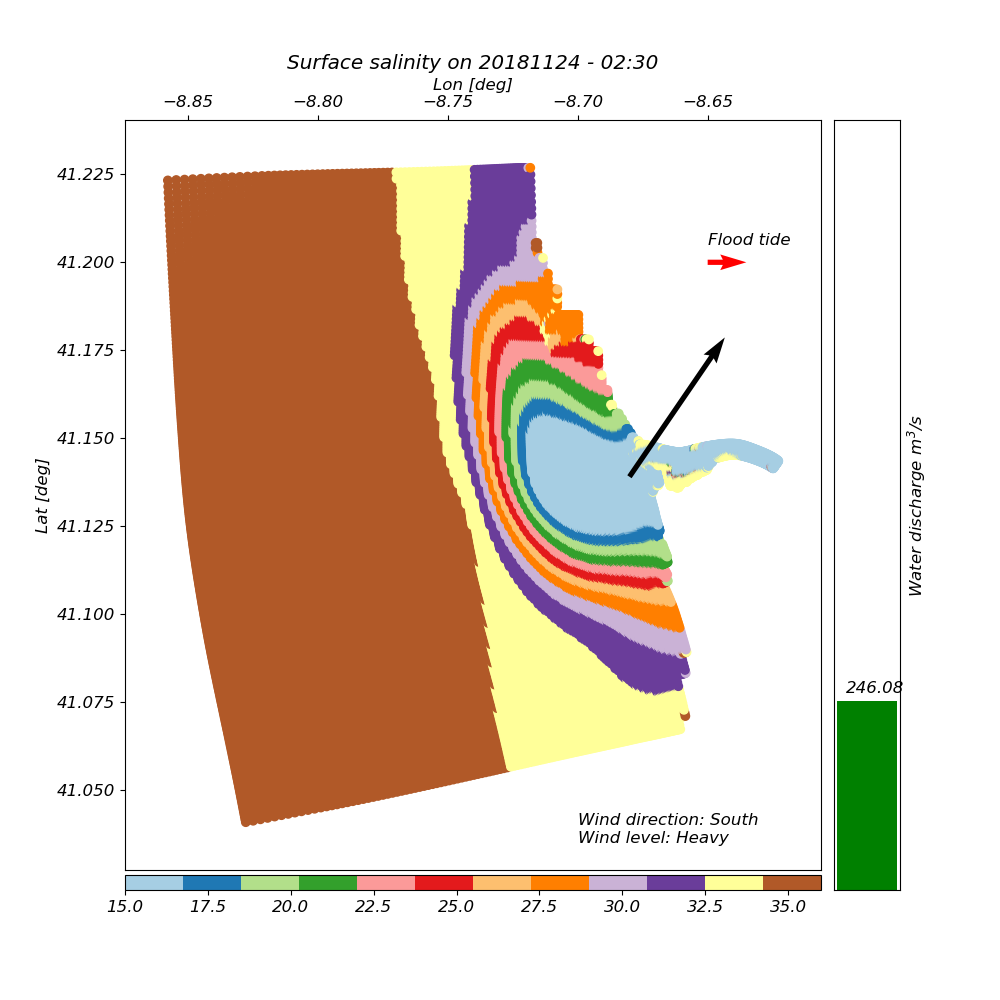 Surface salinity on 20181124 - 02:30
Lon [deg]
−8.85 −8.80 −8.75 −8.70 −8.65
41.225
41.200
41.175
41.150
41.125
41.100
41.075
41.050
Lat [deg]
Flood tide
Wind direction: South
Wind level: Heavy
15.0 17.5 20.0 22.5 25.0 27.5 30.0 32.5 35.0
246.08
Water discharge m³/s